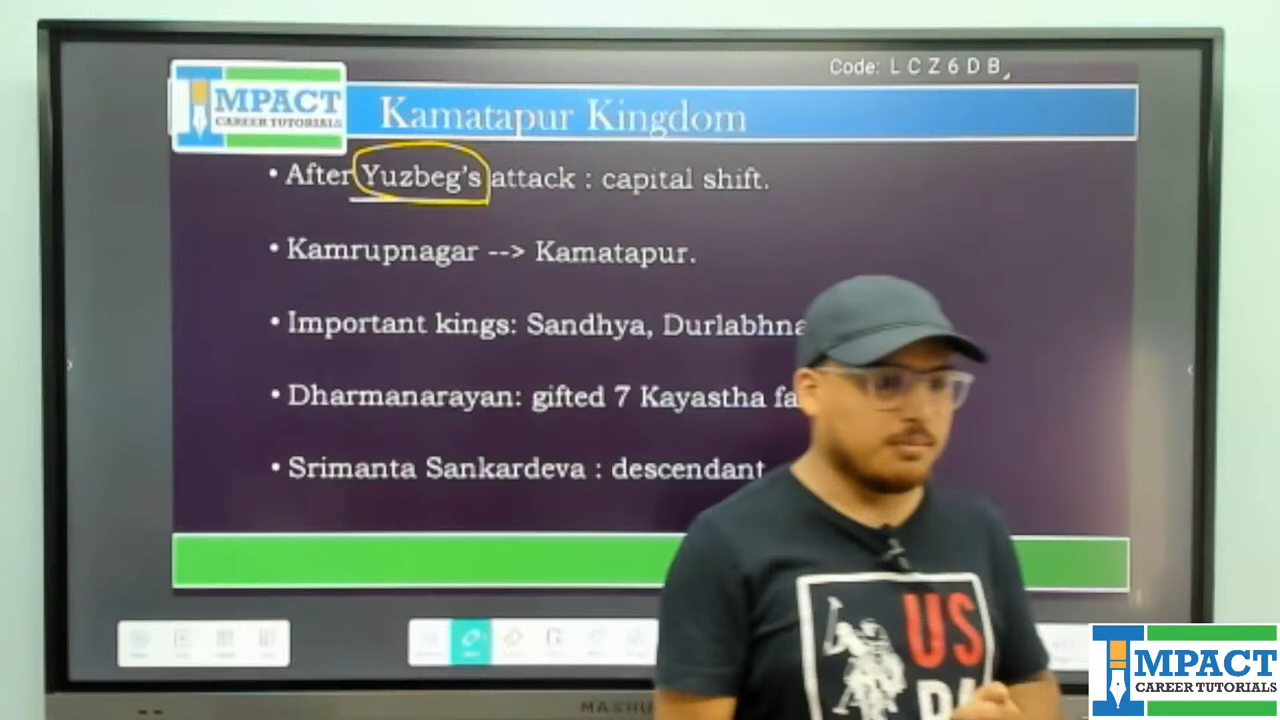 Code: L C Z 6 D B
IMPACT
CAREER TUTORIALS
Kamatapur Kingdom
• After Yuzbeg's attack : capital shift.
• Kamrupnagar --> Kamatapur.
• Important kings: Sandhya, Durlabhna
• Dharmanarayan: gifted 7 Kayastha fa
• Srimanta Sankardeva : descendant
US
IMPACT
CAREER TUTORIALS